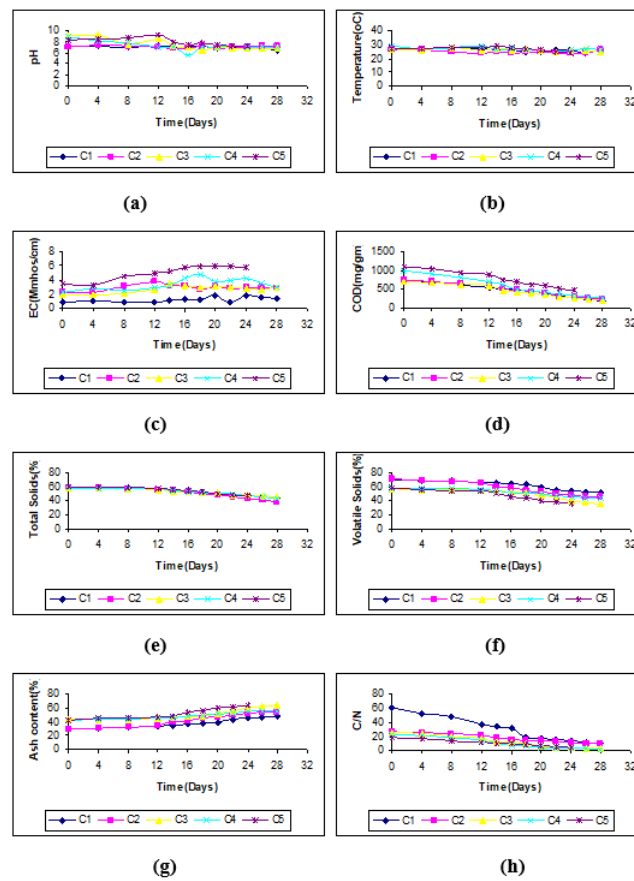 10
8
6
4
2
0
pH
0 4 8 12 16 20 24 28 32
Time(Days)
C1 C2 C3 C4 C5
(a)
40
30
20
10
0
Temperature(oC)
0 4 8 12 16 20 24 28 32
Time(Days)
C1 C2 C3 C4 C5
(b)
8
6
4
2
0
EC(Mmhos/cm)
0 4 8 12 16 20 24 28 32
Time(Days)
C1 C2 C3 C4 C5
(c)
1500
1000
500
0
COD(mg/gm
0 4 8 12 16 20 24 28 32
Time(Days)
C1 C2 C3 C4 C5
(d)
80
60
40
20
0
Total Solids(%
0 4 8 12 16 20 24 28 32
Time(Days)
C1 C2 C3 C4 C5
(e)
80
60
40
20
0
Volatile Solids(%)
0 4 8 12 16 20 24 28 32
Time(Days)
C1 C2 C3 C4 C5
(f)
80
60
40
20
0
Ash content(%
0 4 8 12 16 20 24 28 32
Time(Days)
C1 C2 C3 C4 C5
(g)
80
60
40
20
0
C/N
0 4 8 12 16 20 24 28 32
Time(Days)
C1 C2 C3 C4 C5
(h)